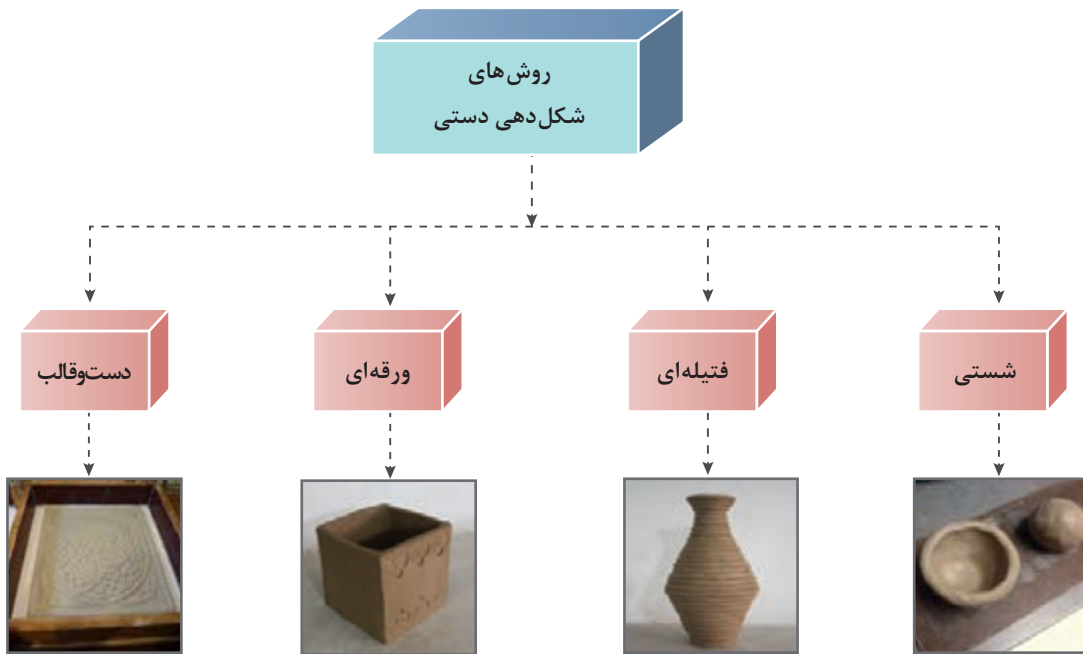 روش‌های
شکل‌دهی دستی
شستی
فتیله‌ای
ورقه‌ای
دست‌وقالب